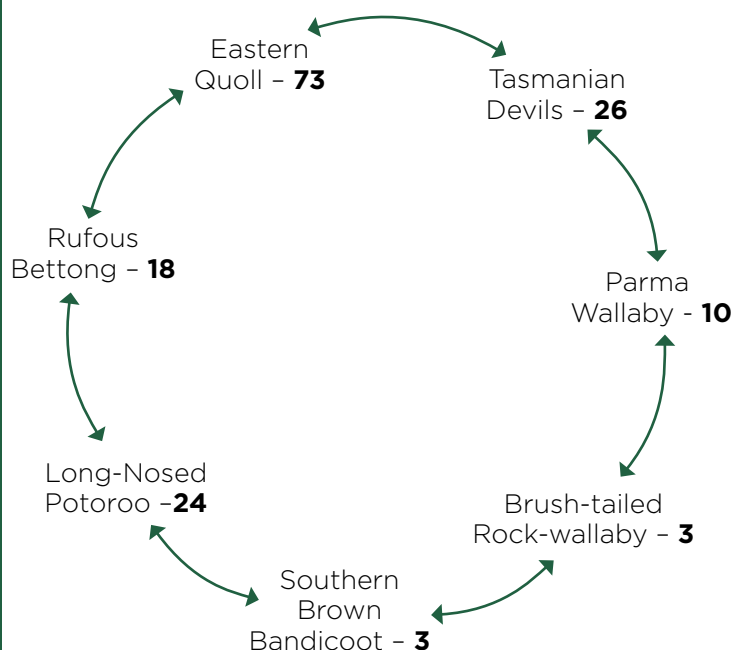 Eastern
Quoll – 73
Tasmanian
Devils – 26
Parma
Wallaby - 10
Brush-tailed
Rock-wallaby – 3
Southern
Brown
Bandicoot – 3
Long-Nosed
Potoroo –24
Rufous
Bettong – 18